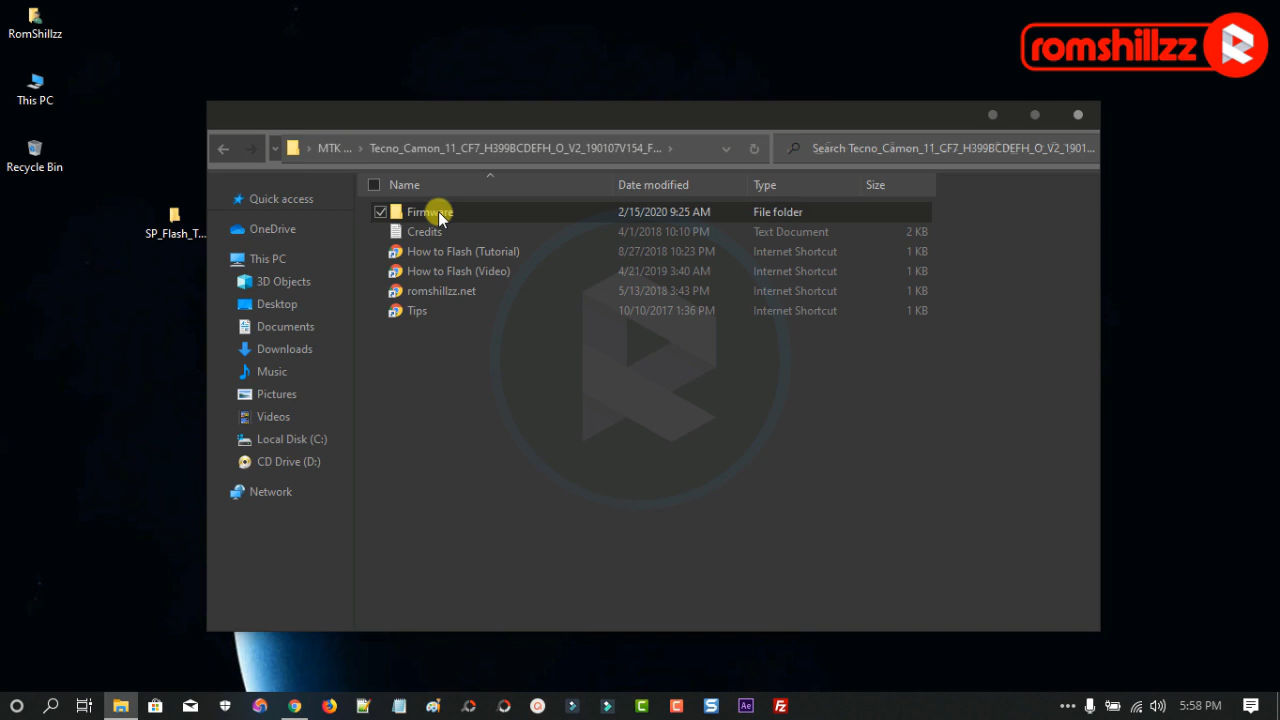 RomShillzz
romshillzz
This PC
Recycle Bin
SP_Flash_T...
MTK ... Tecno_Camon_11_CF7_H399BCDEFH_O_V2_190107V154_F...
Search Tecno_Camon_11_CF7_H399BCDEFH_O_V2_1901...
Name Date modified Type Size
Firmware 2/15/2020 9:25 AM File folder
Credits 4/1/2018 10:10 PM Text Document 2 KB
How to Flash (Tutorial) 8/27/2018 10:23 PM Internet Shortcut 1 KB
How to Flash (Video) 4/21/2019 3:40 AM Internet Shortcut 1 KB
romshillzz.net 5/13/2018 3:43 PM Internet Shortcut 1 KB
Tips 10/10/2017 1:36 PM Internet Shortcut 1 KB
Quick access
OneDrive
This PC
3D Objects
Desktop
Documents
Downloads
Music
Pictures
Videos
Local Disk (C:)
CD Drive (D:)
Network
5:58 PM